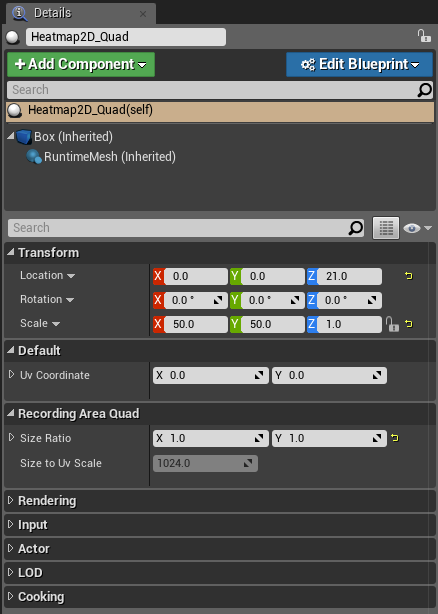 Details
Heatmap2D_Quad
Add Component
Edit Blueprint
Search
Heatmap2D_Quad(self)
Box (Inherited)
RuntimeMesh (Inherited)
Search
Transform
Location X 0.0 Y 0.0 Z 21.0
Rotation X 0.0 ° Y 0.0 ° Z 0.0 °
Scale X 50.0 Y 50.0 Z 1.0
Default
Uv Coordinate X 0.0 Y 0.0
Recording Area Quad
Size Ratio X 1.0 Y 1.0
Size to Uv Scale 1024.0
Rendering
Input
Actor
LOD
Cooking